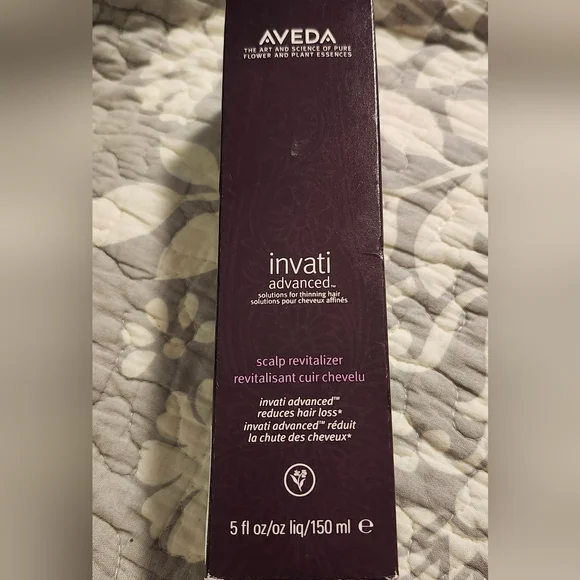 AVEDA
THE ART AND SCIENCE OF PURE
FLOWER AND PLANT ESSENCES
invati
advanced™
solutions for thinning hair
solutions pour cheveux affinés
scalp revitalizer
revitalisant cuir chevelu
invati advanced™
reduces hair loss*
invati advanced™ réduit
la chute des cheveux*
5 fl oz/oz liq/150 ml ℮